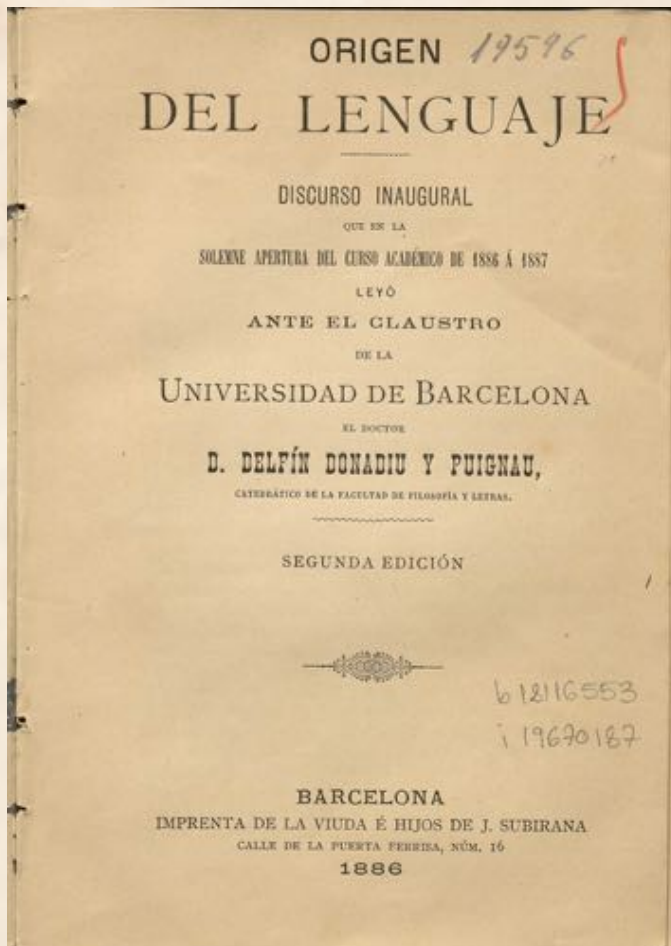 ORIGEN 19596
DEL LENGUAJE
DISCURSO INAUGURAL
QUE EN LA
SOLEMNE APERTURA DEL CURSO ACADÉMICO DE 1886 Á 1887
LEYÓ
ANTE EL CLAUSTRO
DE LA
UNIVERSIDAD DE BARCELONA
EL DOCTOR
D. DELFÍN DONADIU Y PUIGNAU,
CATEDRÁTICO DE LA FACULTAD DE FILOSOFÍA Y LETRAS.
SEGUNDA EDICIÓN
b 12116553
i 19670187
BARCELONA
IMPRENTA DE LA VIUDA É HIJOS DE J. SUBIRANA
CALLE DE LA PUERTA FERRISA, NÚM. 16
1886